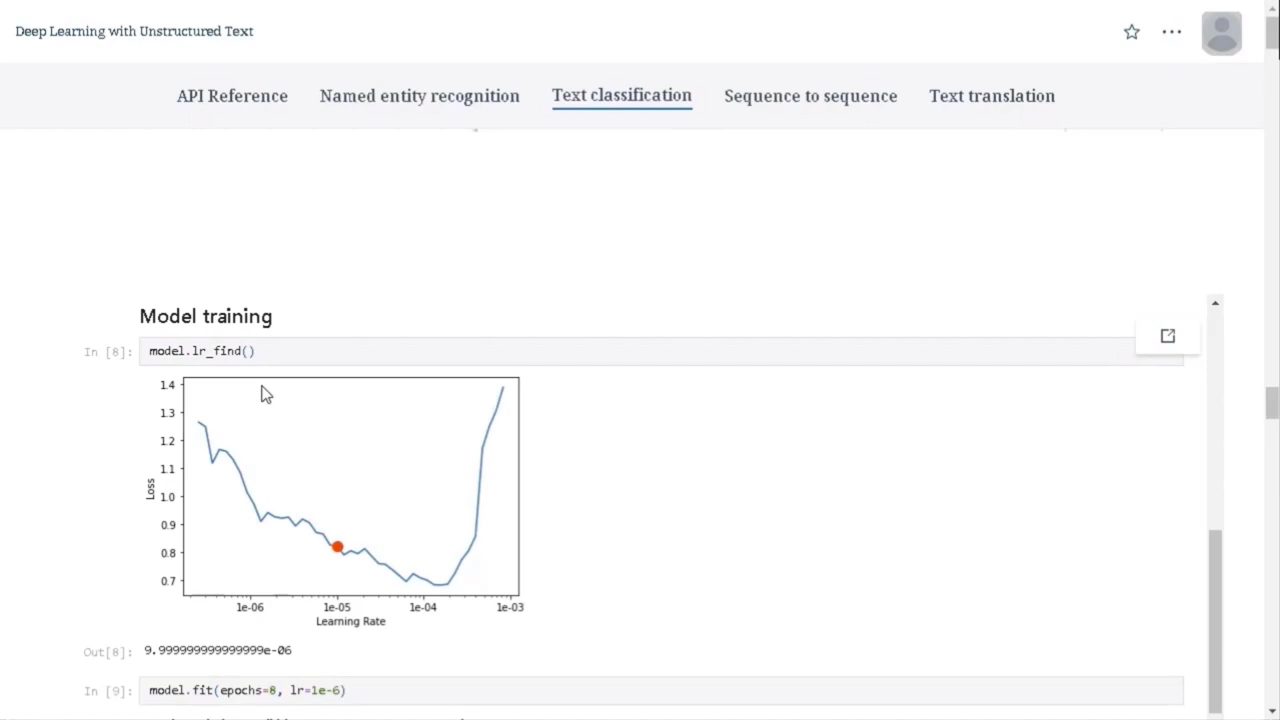 Deep Learning with Unstructured Text
API Reference Named entity recognition Text classification Sequence to sequence Text translation
Model training
In [8]: model.lr_find()
1.4
1.3
1.2
1.1
1.0
0.9
0.8
0.7
Loss
1e-06 1e-05 1e-04 1e-03
Learning Rate
Out[8]: 9.999999999999999e-06
In [9]: model.fit(epochs=8, lr=1e-6)